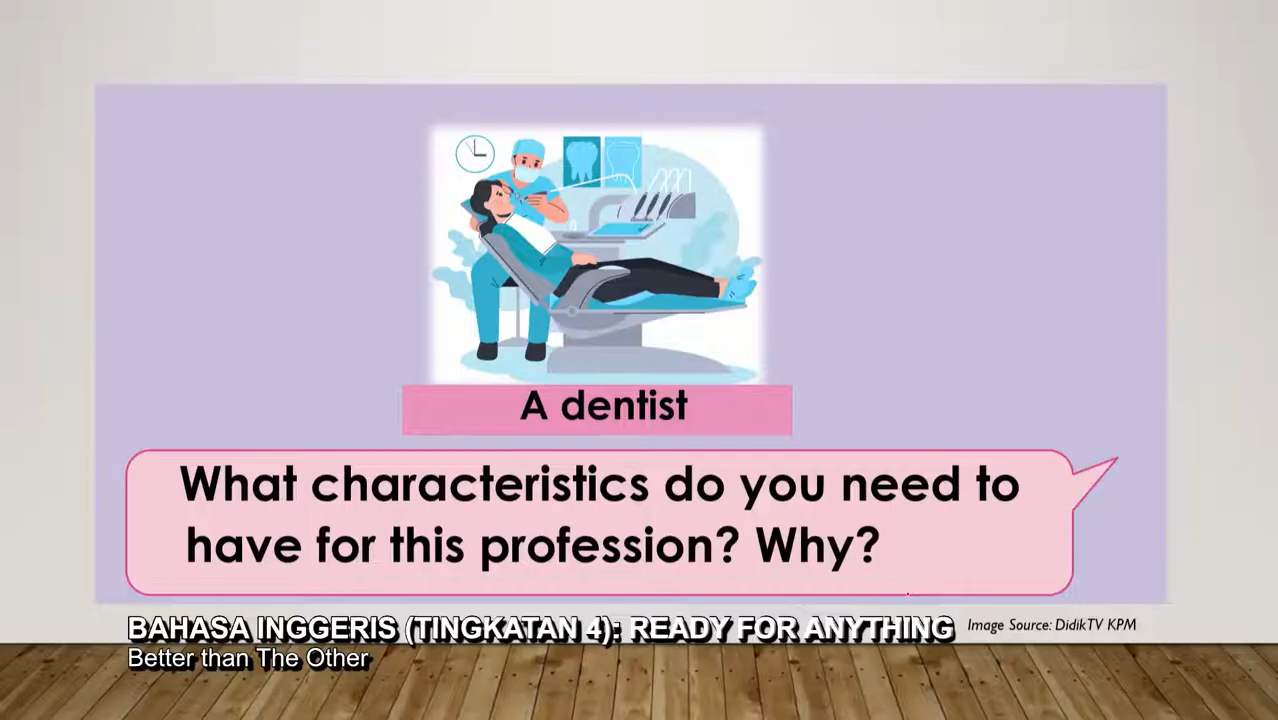 A dentist
What characteristics do you need to
have for this profession? Why?
BAHASA INGGERIS (TINGKATAN 4): READY FOR ANYTHING
Image Source: DidikTV KPM
Better than The Other